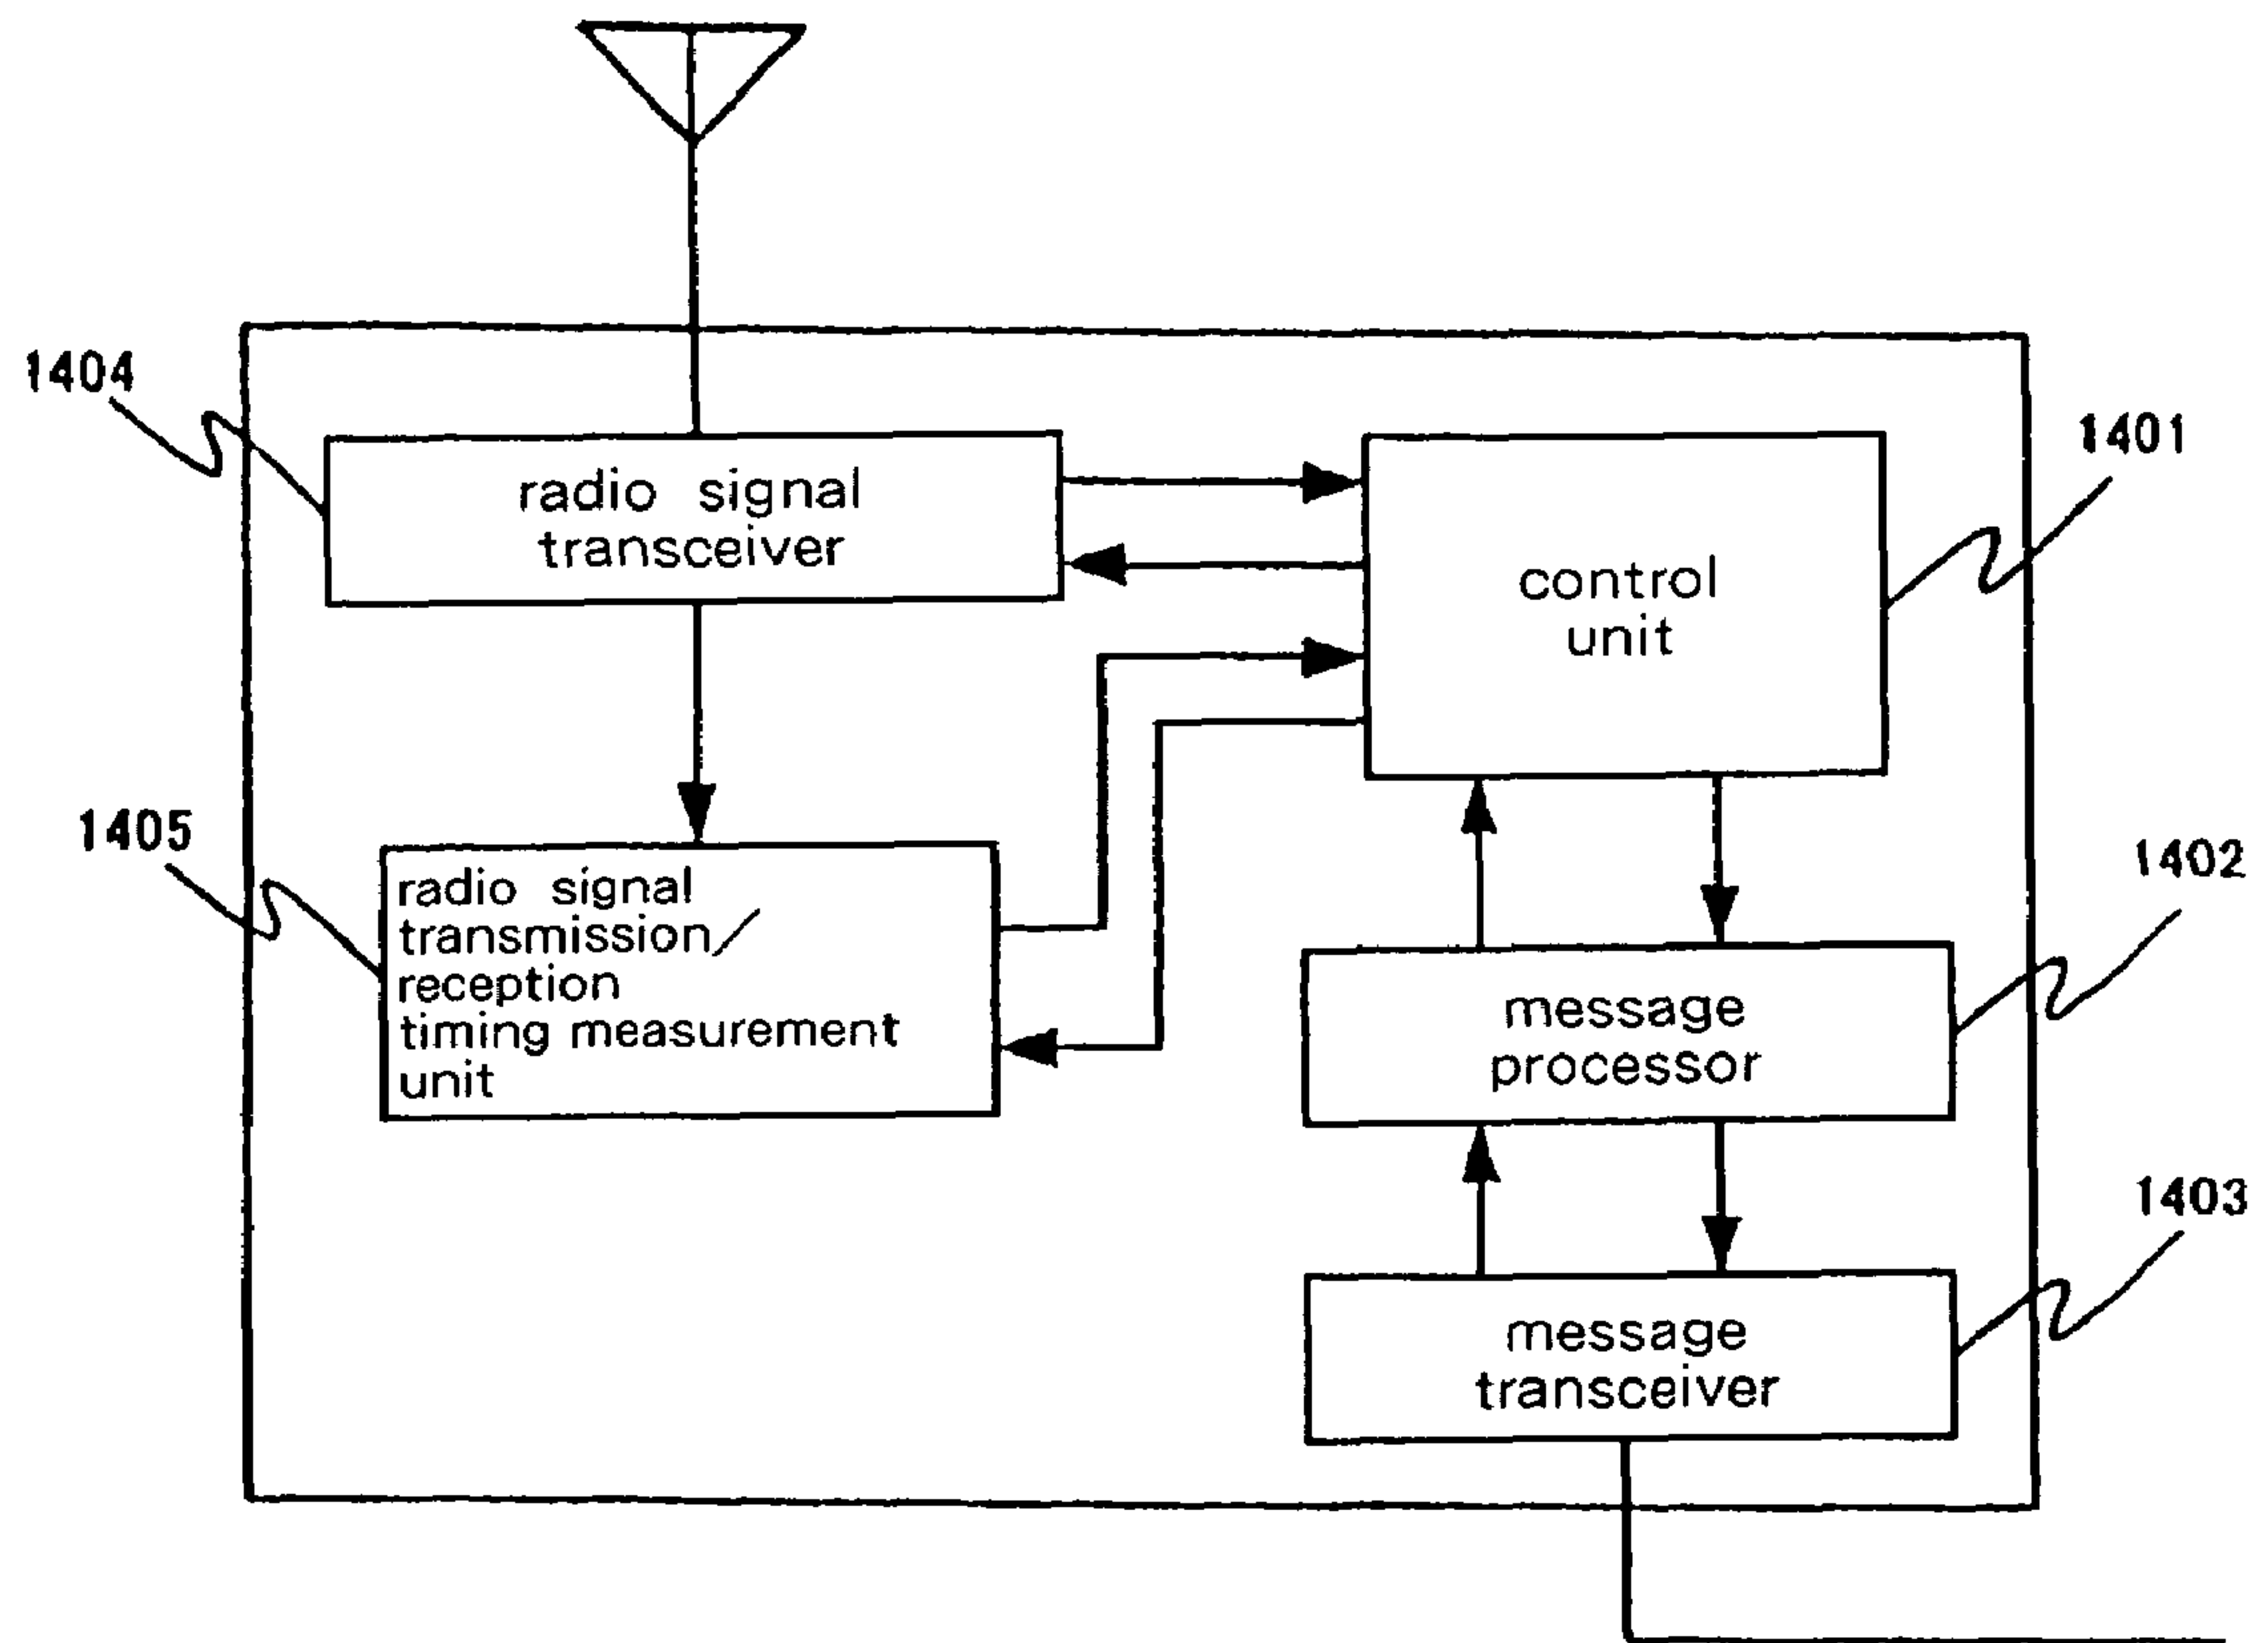 1404
radio signal
transceiver
1401
control
unit
1405
radio signal
transmission/
reception
timing measurement
unit
1402
message
processor
1403
message
transceiver